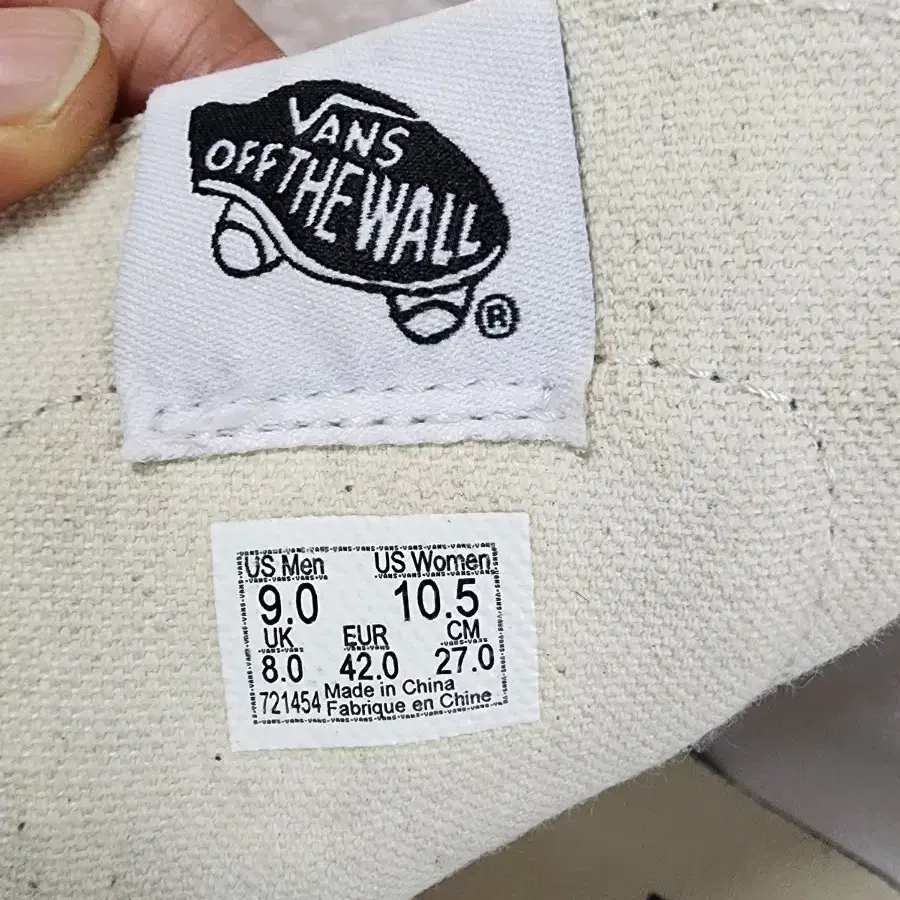 VANS
OFF THE WALL
®
US Men US Women
9.0 10.5
UK EUR CM
8.0 42.0 27.0
721454 Made in China
Fabrique en Chine